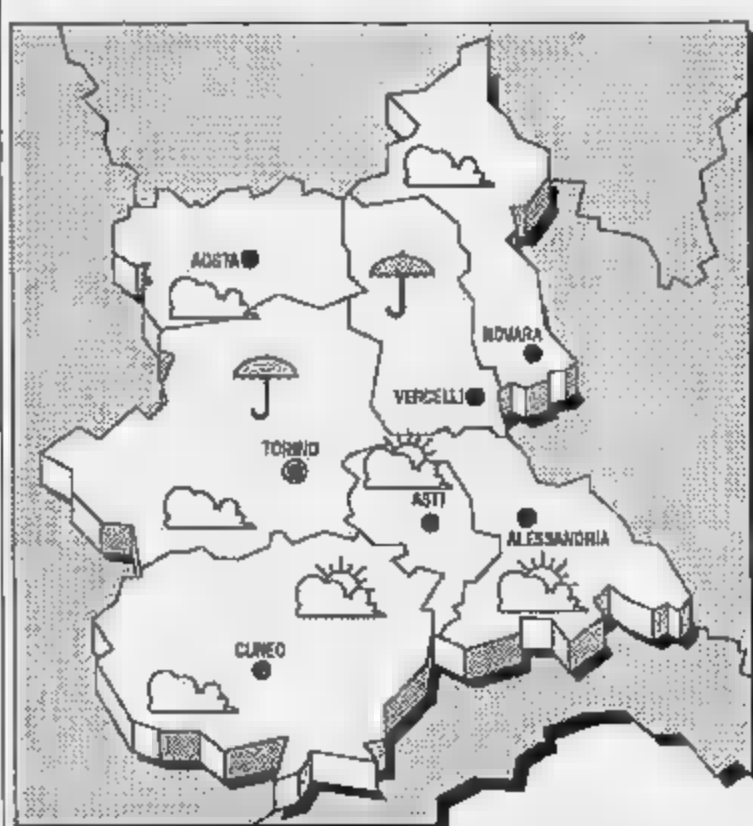 AOSTA
NOVARA
VERCELLI
TORINO
ASTI
ALESSANDRIA
CUNEO